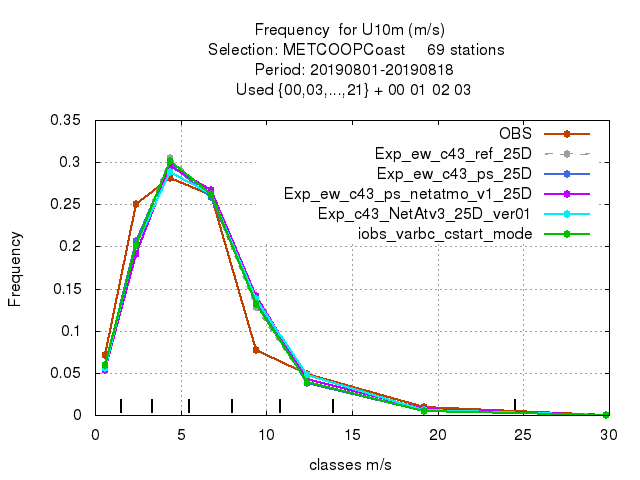 Frequency  for U10m (m/s)
Selection: METCOOPCoast     69 stations
Period: 20190801-20190818
Used {00,03,...,21} + 00 01 02 03
0.35
0.3
0.25
0.2
0.15
0.1
0.05
0
Frequency
OBS
Exp_ew_c43_ref_25D
Exp_ew_c43_ps_25D
Exp_ew_c43_ps_netatmo_v1_25D
Exp_c43_NetAtv3_25D_ver01
iobs_varbc_cstart_mode
0 5 10 15 20 25 30
classes m/s